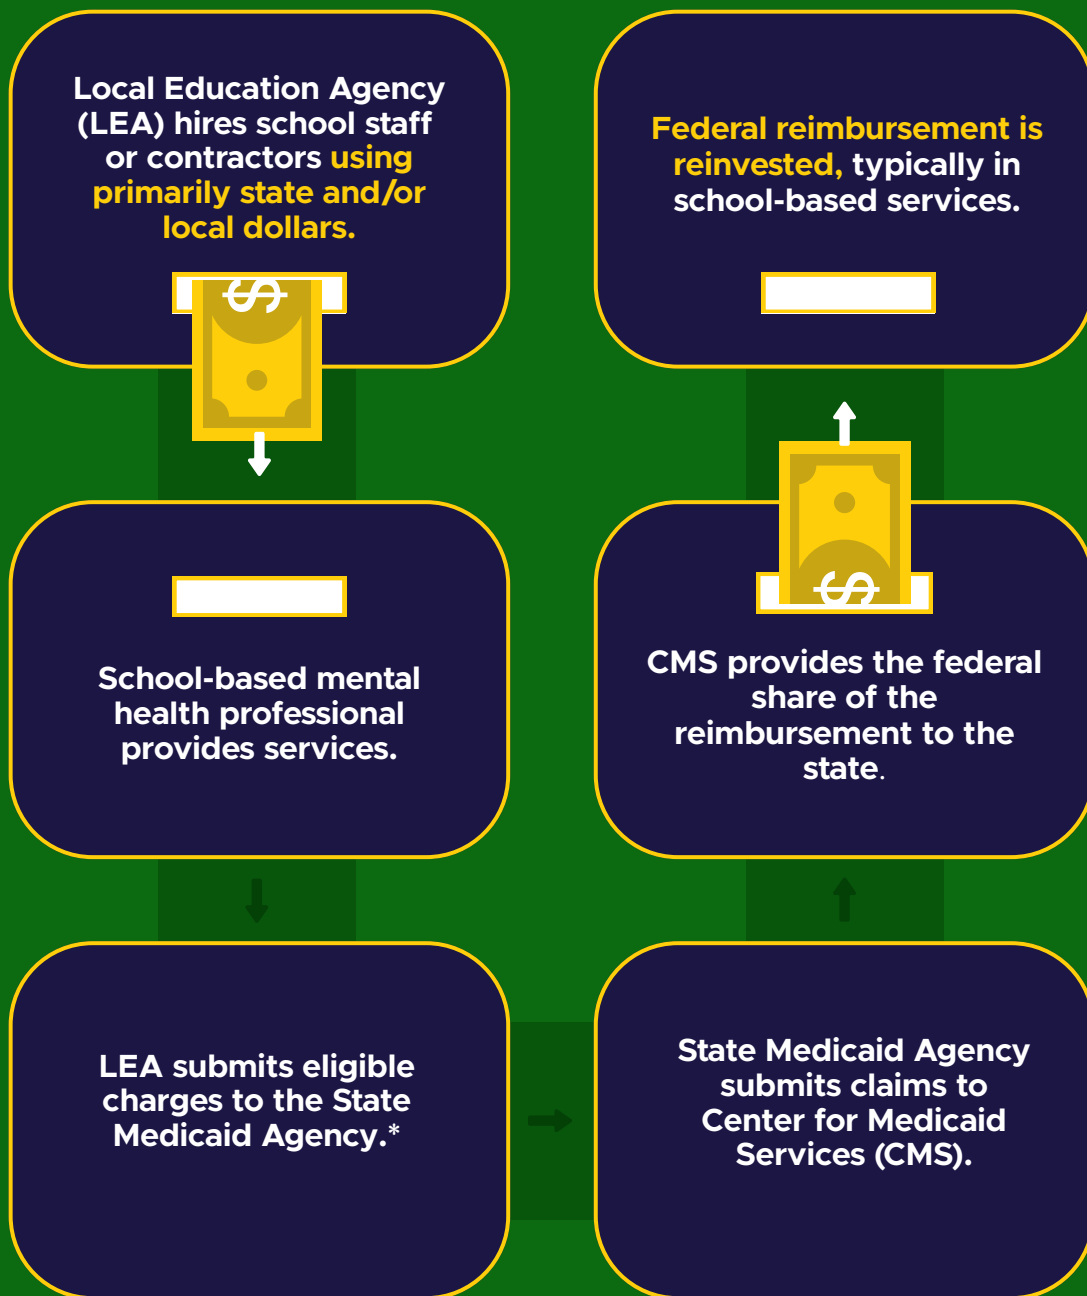 Local Education Agency
(LEA) hires school staff
or contractors using
primarily state and/or
local dollars.
$
School-based mental
health professional
provides services.
LEA submits eligible
charges to the State
Medicaid Agency.*
State Medicaid Agency
submits claims to
Center for Medicaid
Services (CMS).
$
CMS provides the federal
share of the
reimbursement to the
state.
Federal reimbursement is
reinvested, typically in
school-based services.